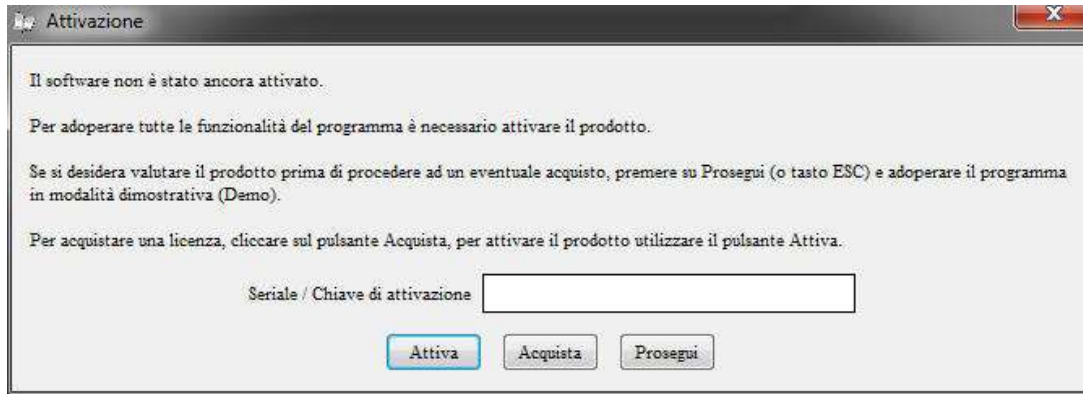 Attivazione
Il software non è stato ancora attivato.
Per adoperare tutte le funzionalità del programma è necessario attivare il prodotto.
Se si desidera valutare il prodotto prima di procedere ad un eventuale acquisto, premere su Prosegui (o tasto ESC) e adoperare il programma
in modalità dimostrativa (Demo).
Per acquistare una licenza, cliccare sul pulsante Acquista, per attivare il prodotto utilizzare il pulsante Attiva.
Seriale / Chiave di attivazione
Attiva Acquista Prosegui